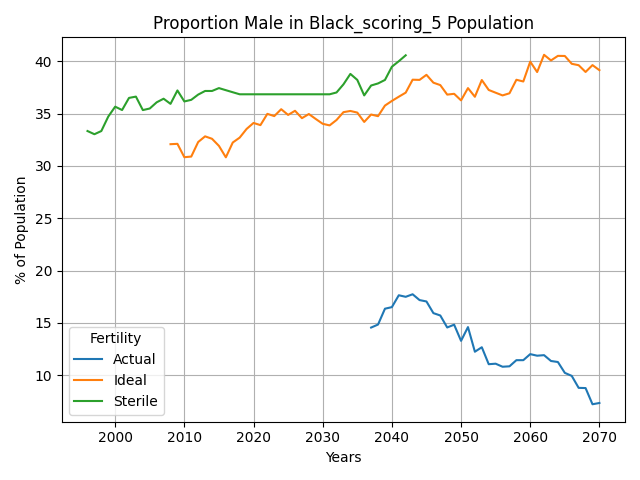 Proportion Male in Black_scoring_5 Population
% of Population
40
35
30
25
20
15
10
Fertility
Actual
Ideal
Sterile
2000 2010 2020 2030 2040 2050 2060 2070
Years